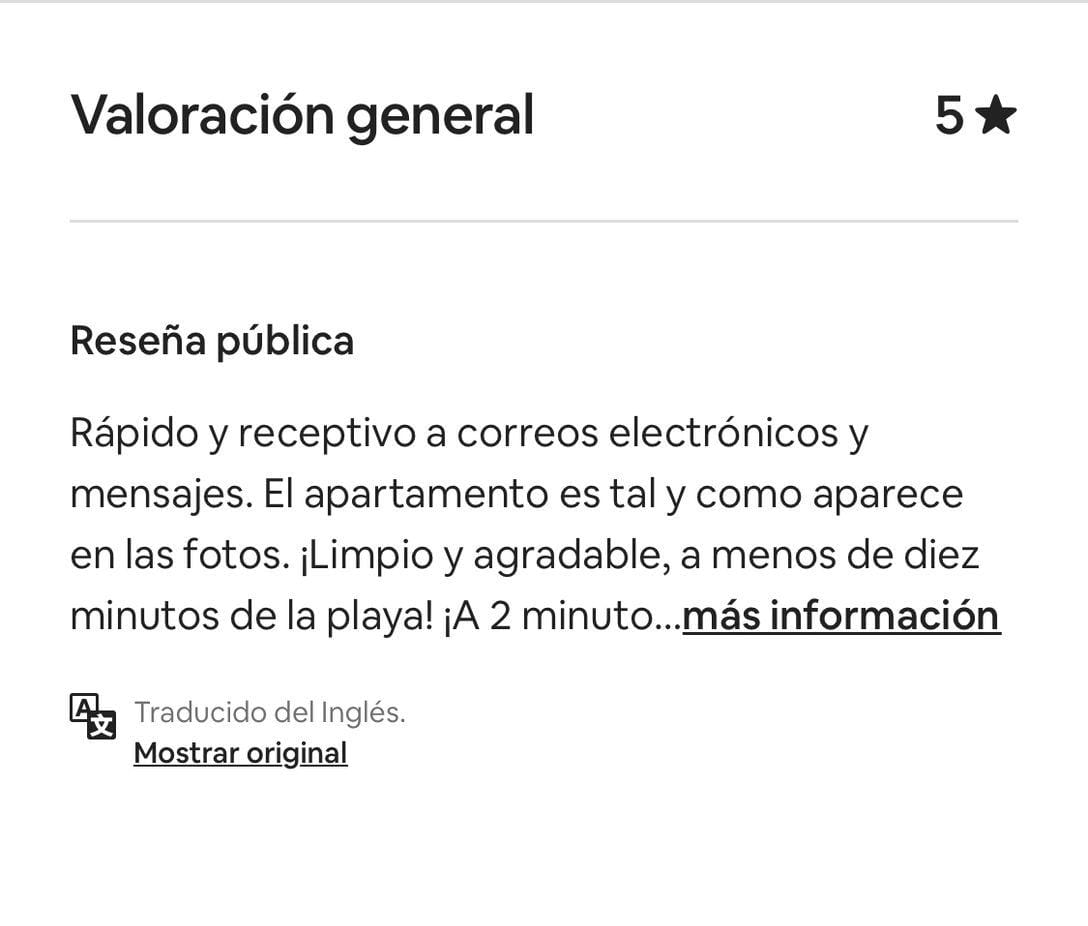 Valoración general
5 ★
Reseña pública
Rápido y receptivo a correos electrónicos y
mensajes. El apartamento es tal y como aparece
en las fotos. ¡Limpio y agradable, a menos de diez
minutos de la playa! ¡A 2 minuto...más información
Traducido del Inglés.
Mostrar original